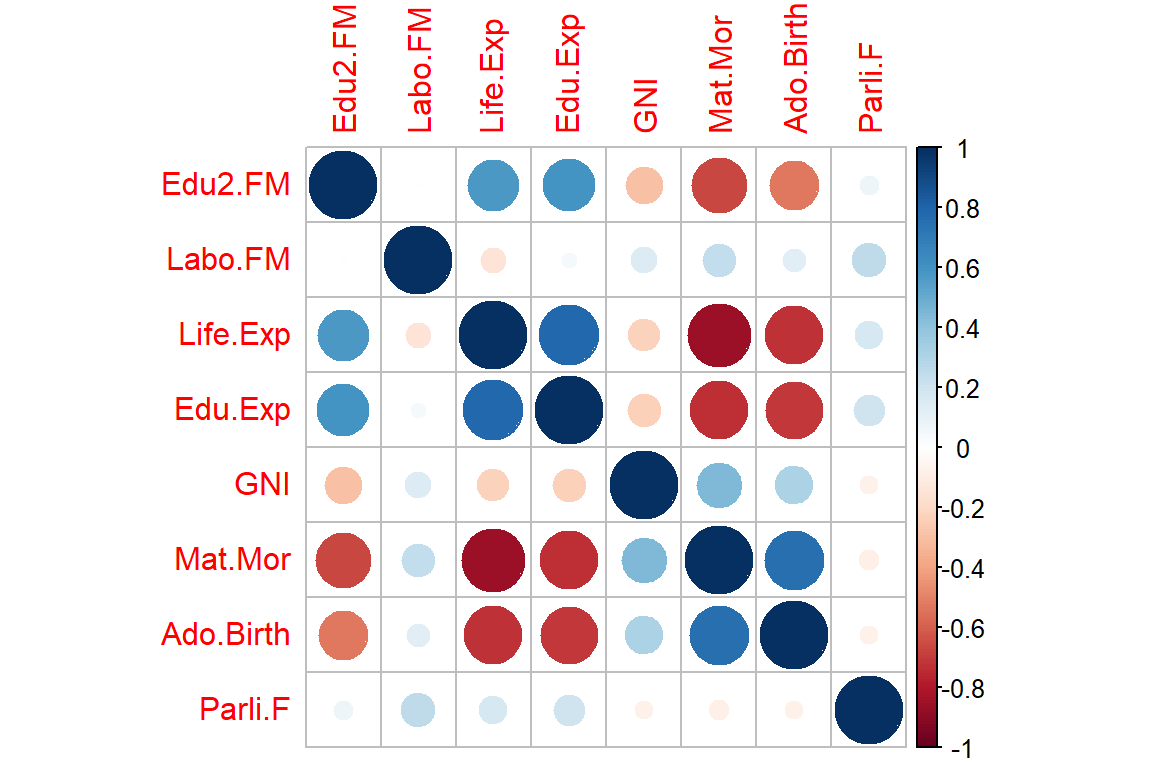 Edu2.FM
Labo.FM
Life.Exp
Edu.Exp
GNI
Mat.Mor
Ado.Birth
Parli.F
Edu2.FM
Labo.FM
Life.Exp
Edu.Exp
GNI
Mat.Mor
Ado.Birth
Parli.F
1
0.8
0.6
0.4
0.2
0
-0.2
-0.4
-0.6
-0.8
-1